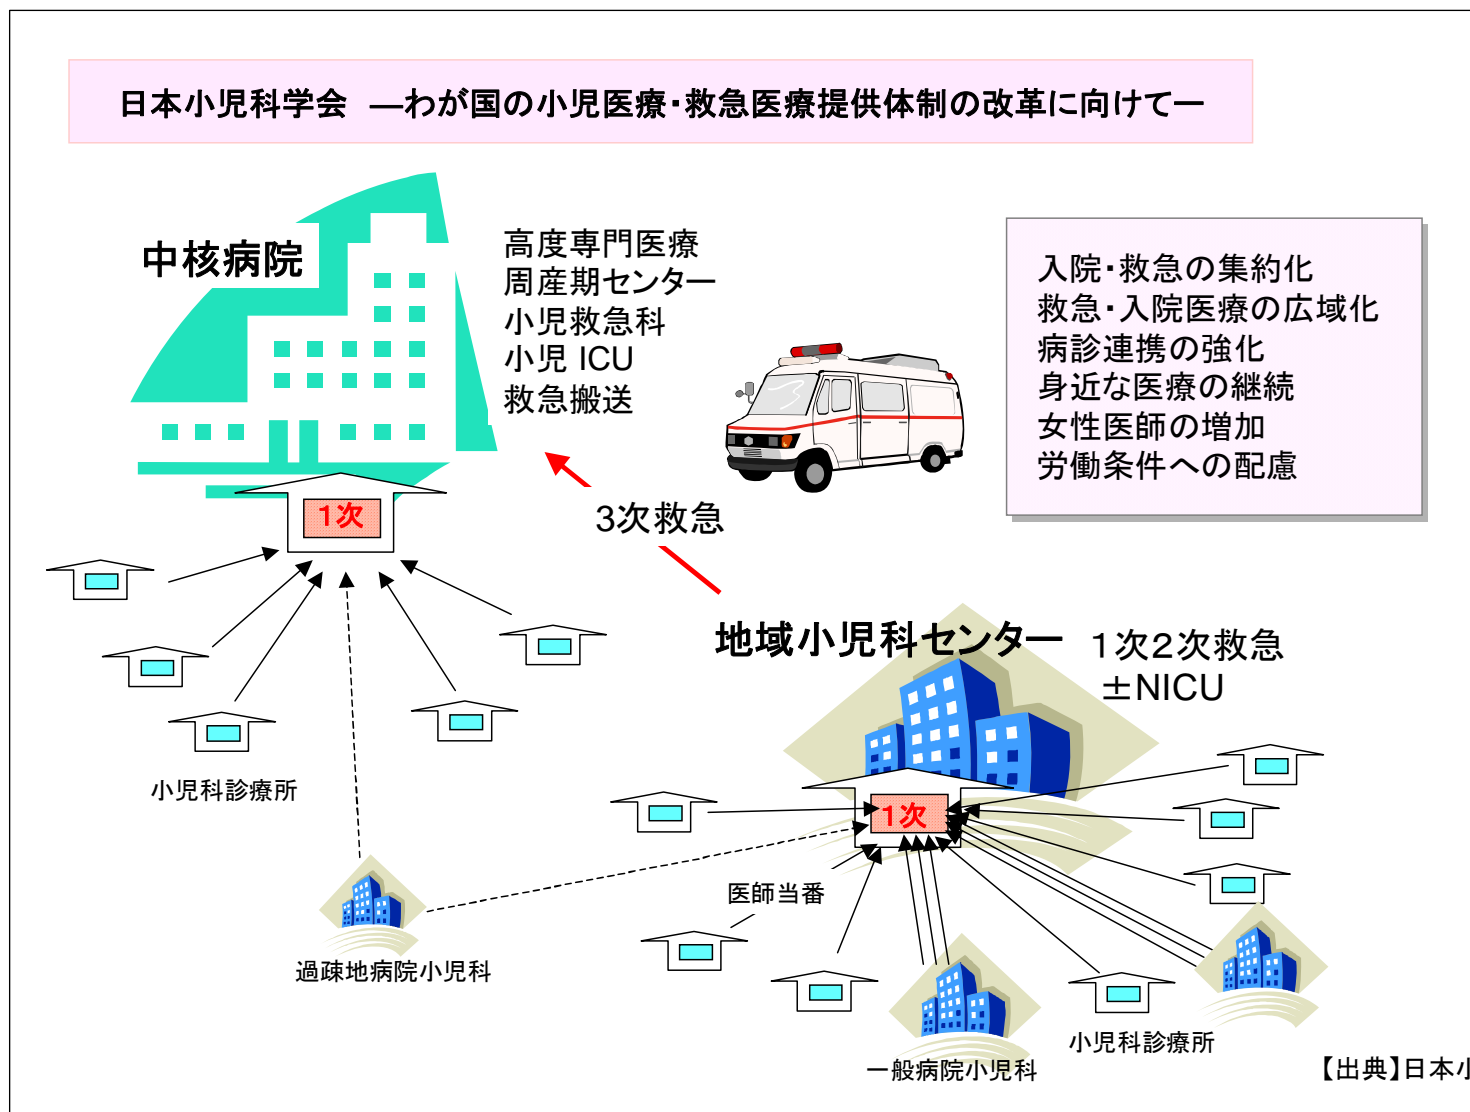 日本小児科学会　―わが国の小児医療・救急医療提供体制の改革に向けてー
中核病院
高度専門医療
周産期センター
小児救急科
小児 ICU
救急搬送
入院・救急の集約化
救急・入院医療の広域化
病診連携の強化
身近な医療の継続
女性医師の増加
労働条件への配慮
1次
3次救急
地域小児科センター
1次2次救急
±NICU
小児科診療所
1次
医師当番
過疎地病院小児科
小児科診療所
一般病院小児科
【出典】日本小